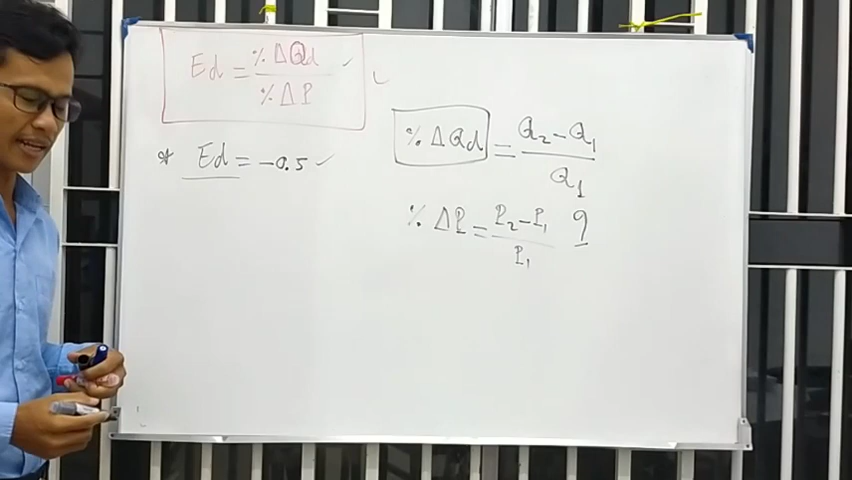 Ed = %ΔQd / %ΔP ✓
* Ed = -0.5 ✓
%ΔQd = Q2 - Q1 / Q1
%ΔP = P2 - P1 / P1 ?